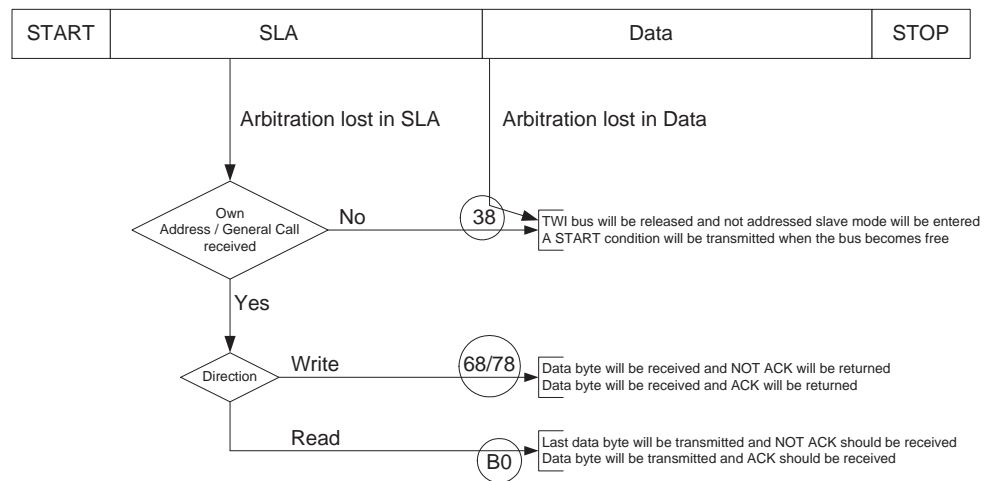 START SLA Data STOP
Arbitration lost in SLA Arbitration lost in Data
Own
Address / General Call
received
No
38
TWI bus will be released and not addressed slave mode will be entered
A START condition will be transmitted when the bus becomes free
Yes
Direction
Write
68/78
Data byte will be received and NOT ACK will be returned
Data byte will be received and ACK will be returned
Read
B0
Last data byte will be transmitted and NOT ACK should be received
Data byte will be transmitted and ACK should be received